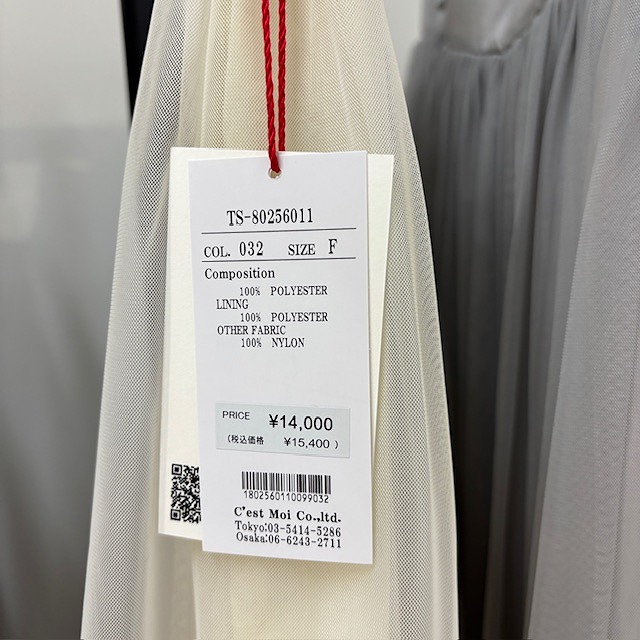 TS-80256011
COL. 032 SIZE F
Composition
100% POLYESTER
LINING
100% POLYESTER
OTHER FABRIC
100% NYLON
PRICE ¥14,000
(税込価格 ¥15,400 )
1802560110099032
C'est Moi Co.,ltd.
Tokyo:03-5414-5286
Osaka:06-6243-2711